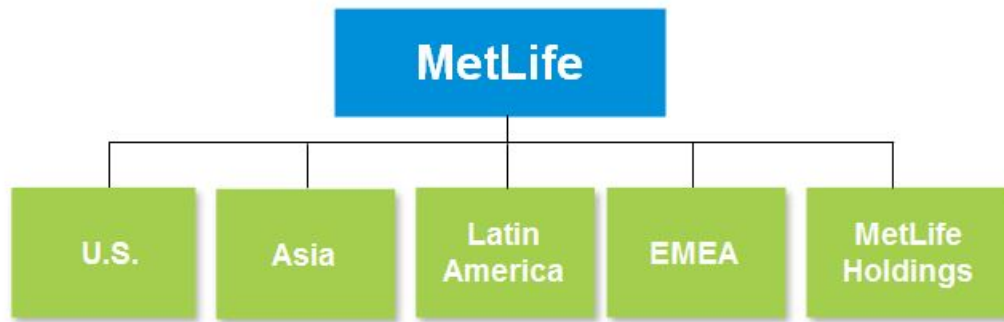 MetLife
U.S.
Asia
Latin
America
EMEA
MetLife
Holdings